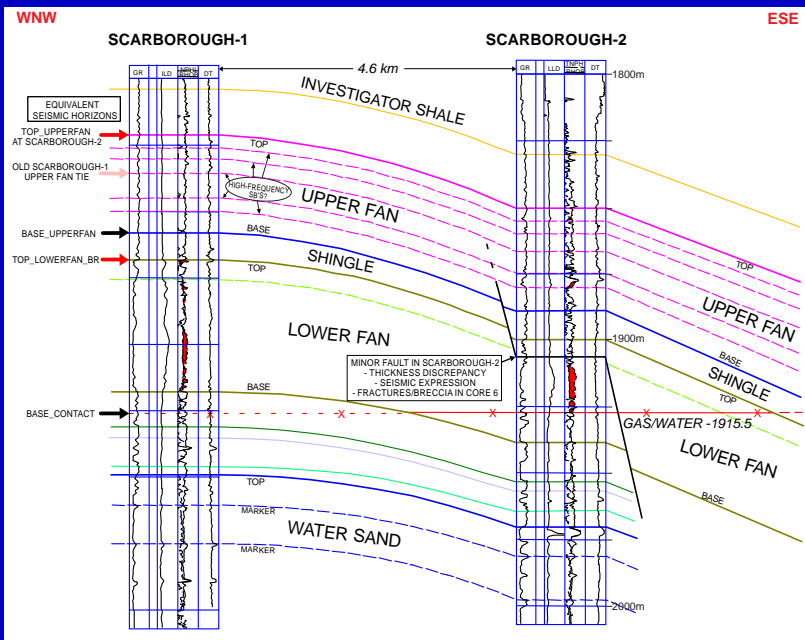 WNW
ESE
SCARBOROUGH-1
SCARBOROUGH-2
GR
ILD
NPHI
RHOB
DT
4.6 km
GR
LLD
TNPH
RHOB
DT
1800m
EQUIVALENT
SEISMIC HORIZONS
INVESTIGATOR SHALE
TOP_UPPERFAN
AT SCARBOROUGH-2
TOP
OLD SCARBOROUGH-1
UPPER FAN TIE
HIGH-FREQUENCY
SB'S?
UPPER FAN
BASE_UPPERFAN
BASE
TOP_LOWERFAN_BR
TOP
SHINGLE
TOP
UPPER FAN
LOWER FAN
1900m
BASE
MINOR FAULT IN SCARBOROUGH-2
- THICKNESS DISCREPANCY
- SEISMIC EXPRESSION
- FRACTURES/BRECCIA IN CORE 6
SHINGLE
TOP
BASE
BASE_CONTACT
X
X
X
X
X
GAS/WATER -1915.5
LOWER FAN
TOP
BASE
MARKER
WATER SAND
MARKER
2000m